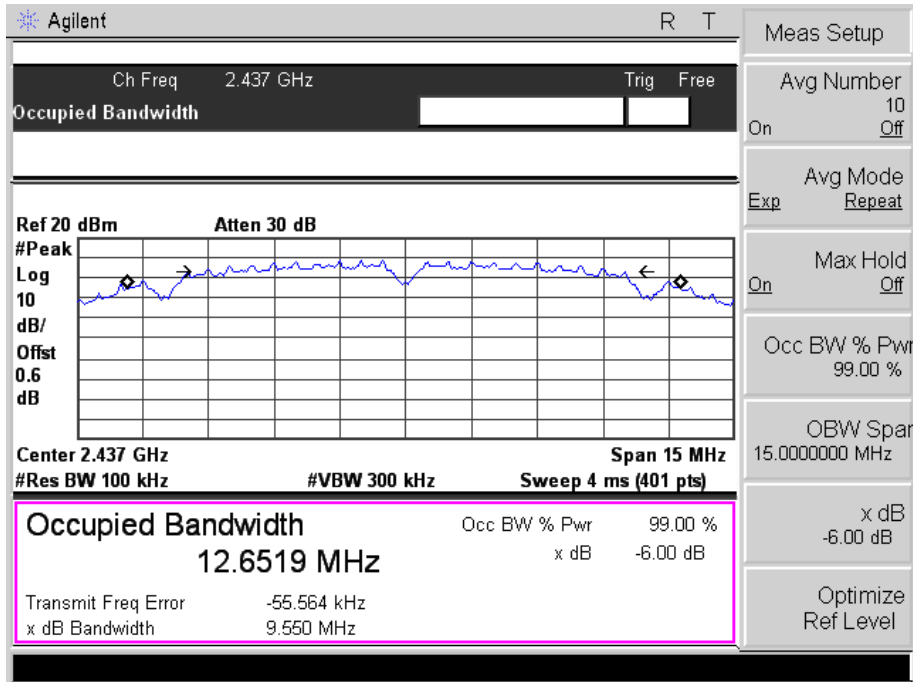 Agilent R T
Ch Freq 2.437 GHz Trig Free
Occupied Bandwidth
Ref 20 dBm Atten 30 dB
#Peak
Log
10
dB/
Offst
0.6
dB
Center 2.437 GHz Span 15 MHz
#Res BW 100 kHz #VBW 300 kHz Sweep 4 ms (401 pts)
Occupied Bandwidth
12.6519 MHz
Occ BW % Pwr 99.00 %
x dB -6.00 dB
Transmit Freq Error -55.564 kHz
x dB Bandwidth 9.550 MHz
Meas Setup
Avg Number
10
On Off
Avg Mode
Exp Repeat
Max Hold
On Off
Occ BW % Pwr
99.00 %
OBW Span
15.0000000 MHz
x dB
-6.00 dB
Optimize
Ref Level